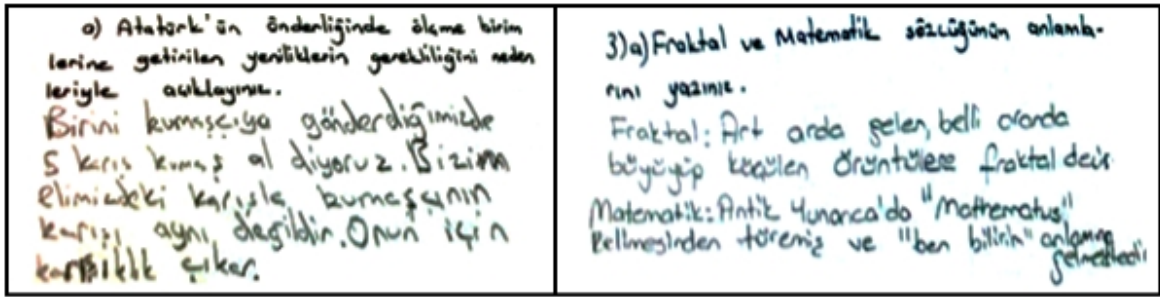 a) Atatürk'ün önderliğinde ölçme birim
lerine getirilen yeniliklerin gerekliliğini neden
leriyle açıklayınız.
Birini kumaşçıya gönderdiğimizde
5 karış kumaş al diyoruz. Bizim
elimizdeki karışla kumaşçının
karışı aynı değildir. Onun için
karışıklık çıkar.
3)a) Fraktal ve Matematik sözcüğünün anlamla-
rını yazınız.
Fraktal: Art arda gelen, belli oranda
büyüyüp küçülen örüntülere fraktal denir
Matematik: Antik Yunanca'da "Mathematus"
kelimesinden türemiş ve "ben bilirim" anlamına
gelmektedir